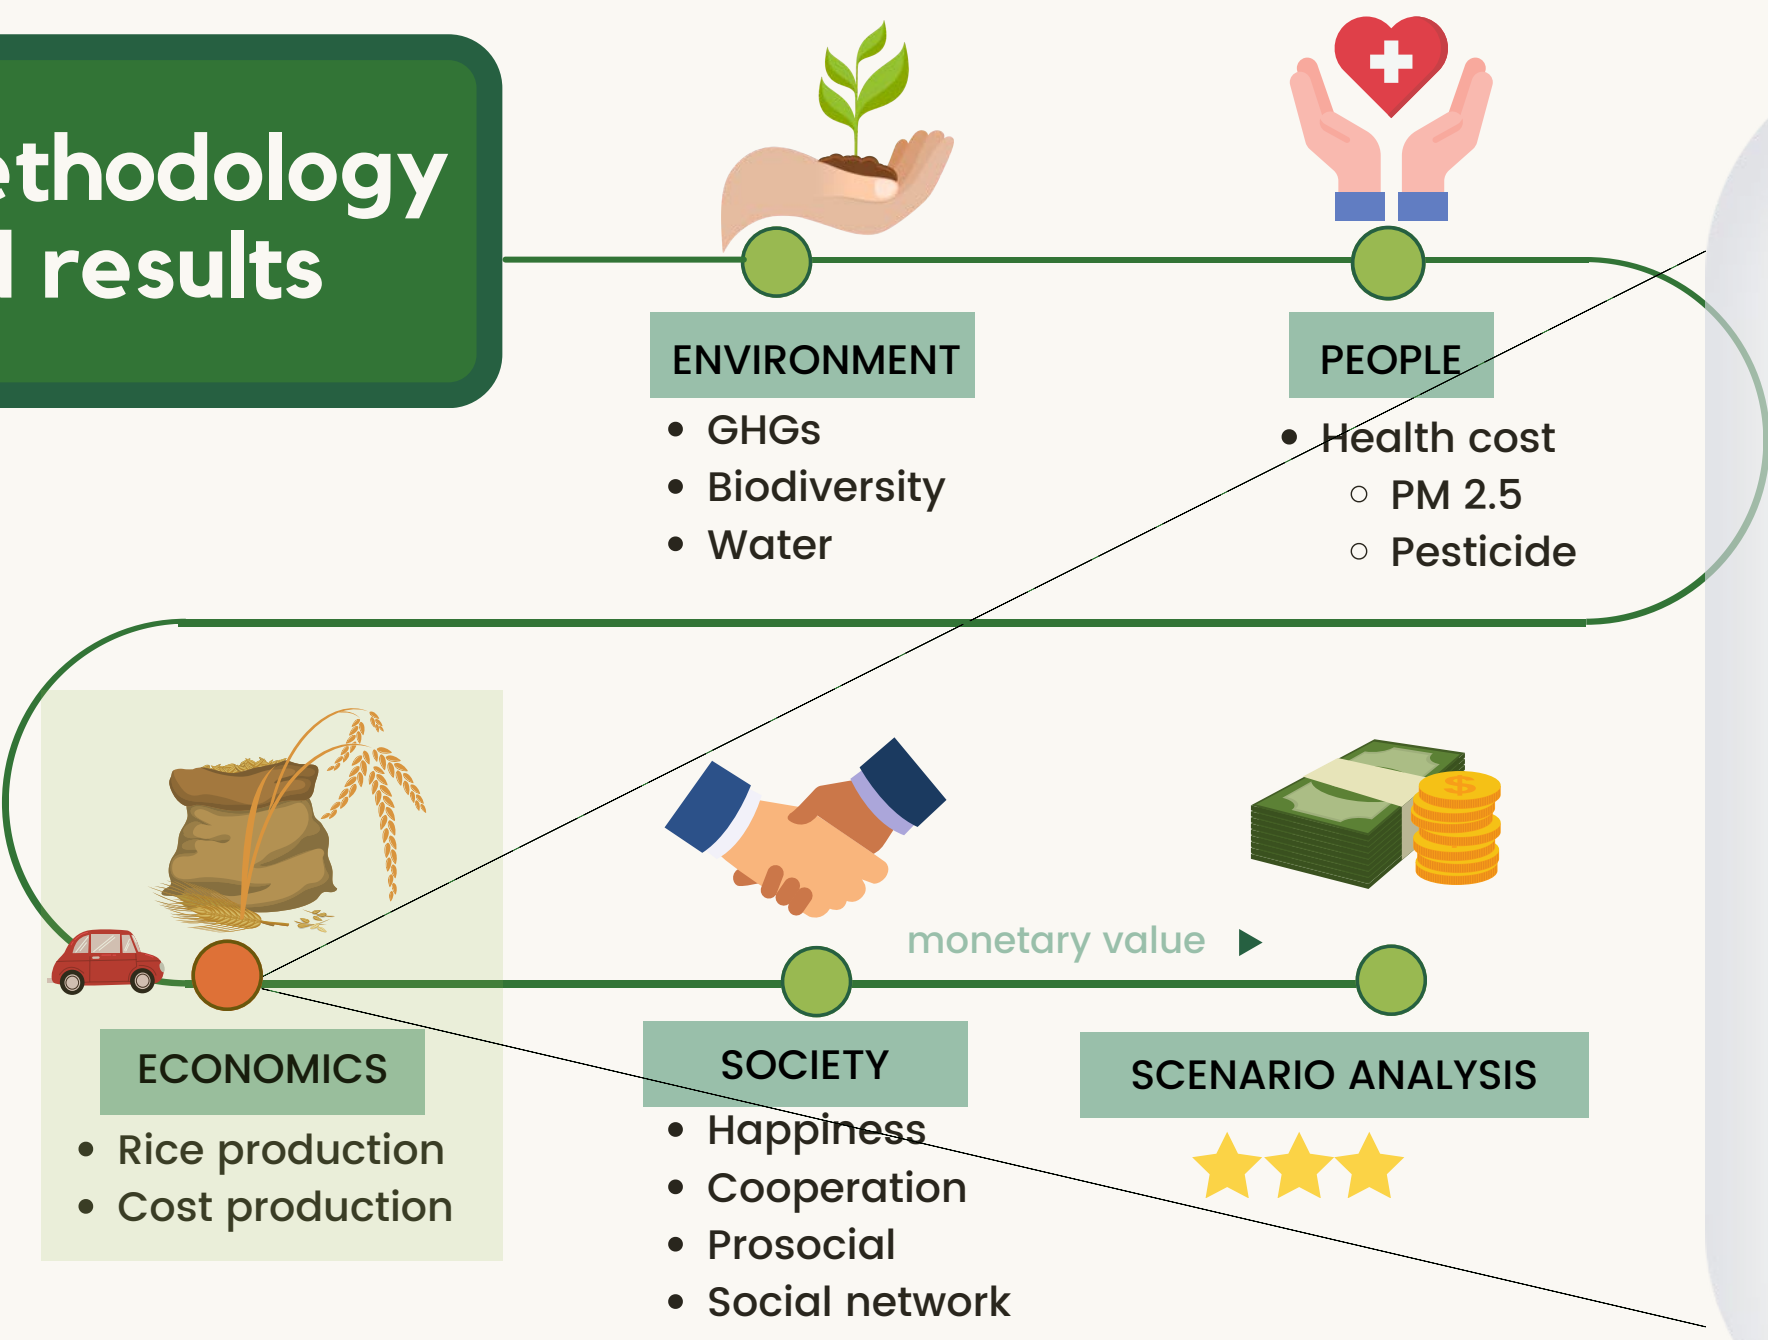 ethodology
results
ENVIRONMENT
GHGs
Biodiversity
Water
PEOPLE
Health cost
PM 2.5
Pesticide
ECONOMICS
Rice production
Cost production
monetary value
SOCIETY
Happiness
Cooperation
Prosocial
Social network
SCENARIO ANALYSIS